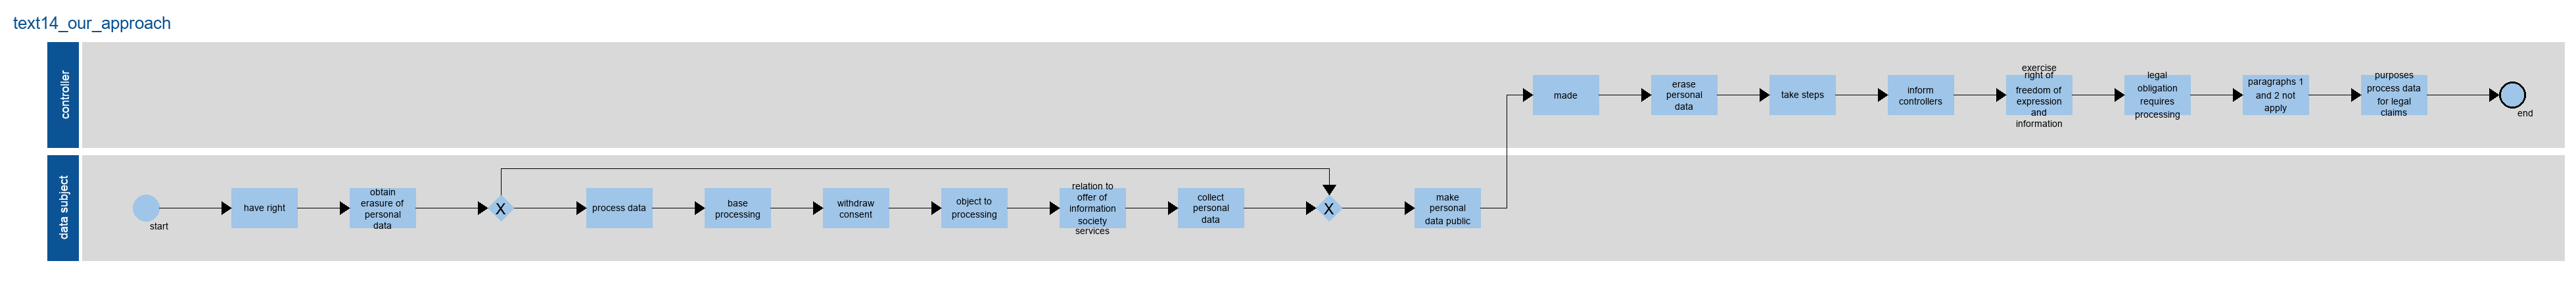 text14_our_approach
controller
made
erase
personal
data
take steps
inform
controllers
exercise
right of
freedom of
expression
and
information
legal
obligation
requires
processing
paragraphs 1
and 2 not
apply
purposes
process data
for legal
claims
end
data subject
start
have right
obtain
erasure of
personal
data
X
process data
base
processing
withdraw
consent
object to
processing
relation to
offer of
information
society
services
collect
personal
data
X
make
personal
data public